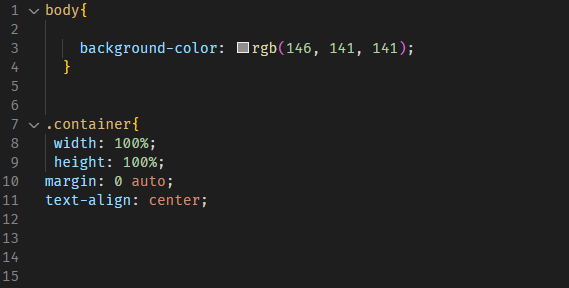 1 body{
2
3 background-color: rgb(146, 141, 141);
4 }
5
6
7 .container{
8 width: 100%;
9 height: 100%;
10 margin: 0 auto;
11 text-align: center;
12
13
14
15